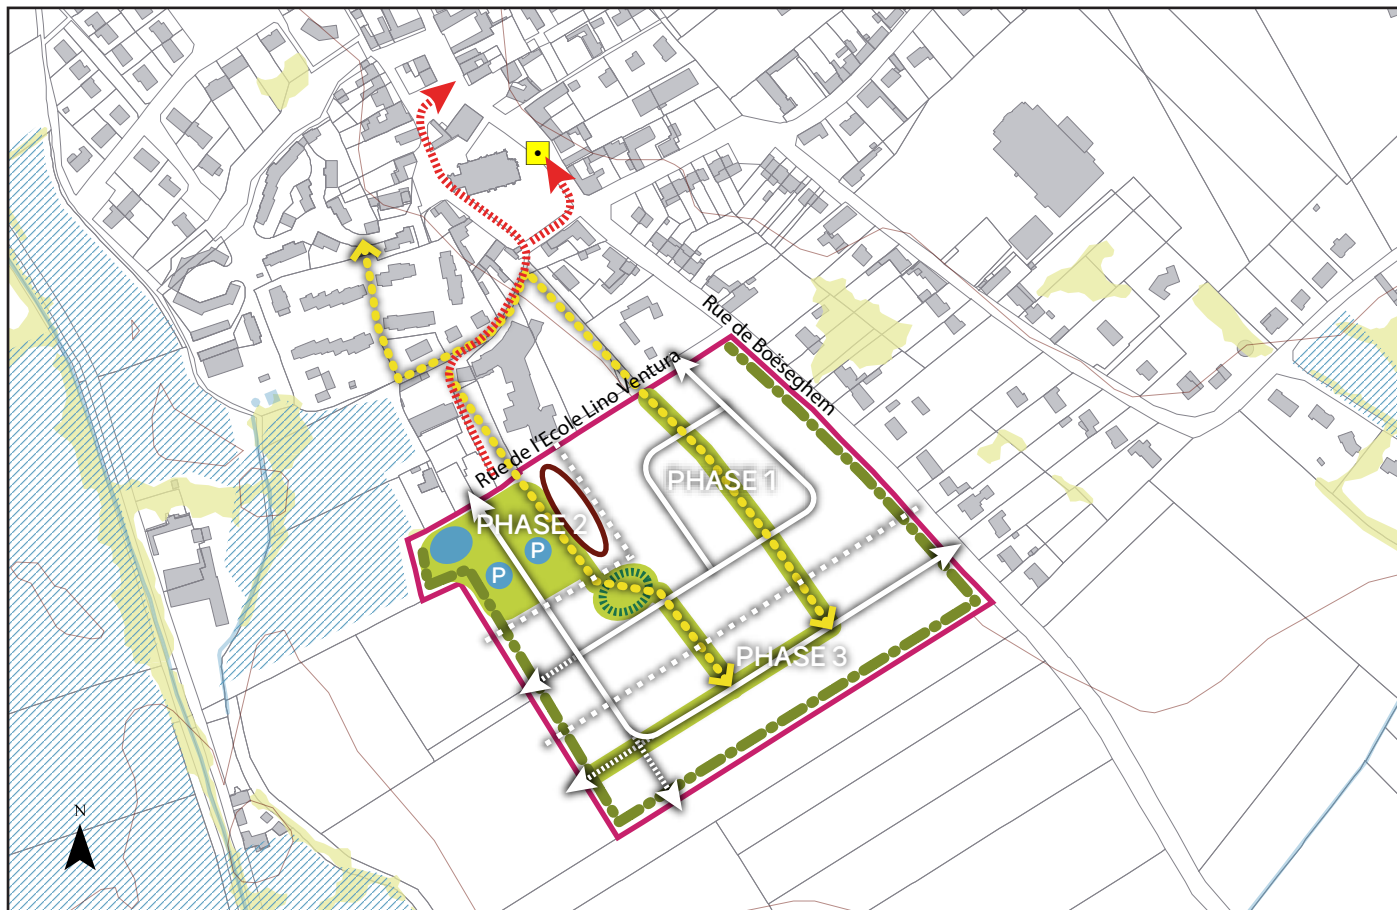 Rue de Boëseghem
Rue de l'Ecole Lino Ventura
PHASE 1
PHASE 2
P
P
PHASE 3
N